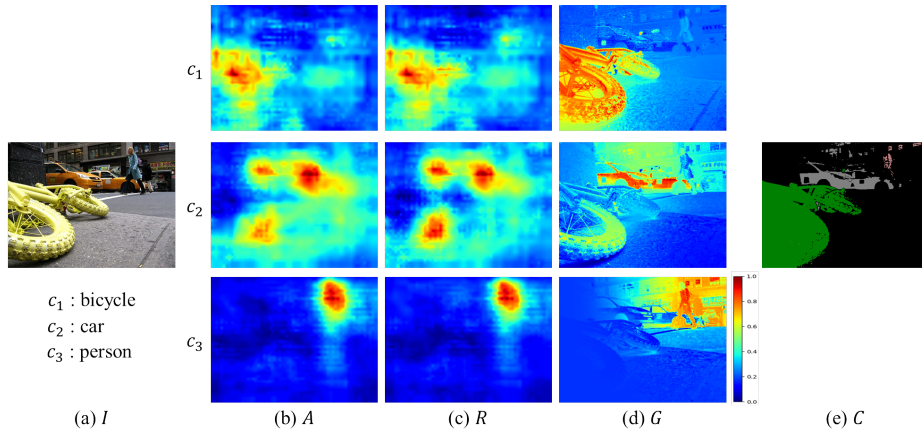 c₁
c₂
c₃
c₁ : bicycle
c₂ : car
c₃ : person
1.0
0.8
0.6
0.4
0.2
0.0
(a) I
(b) A
(c) R
(d) G
(e) C